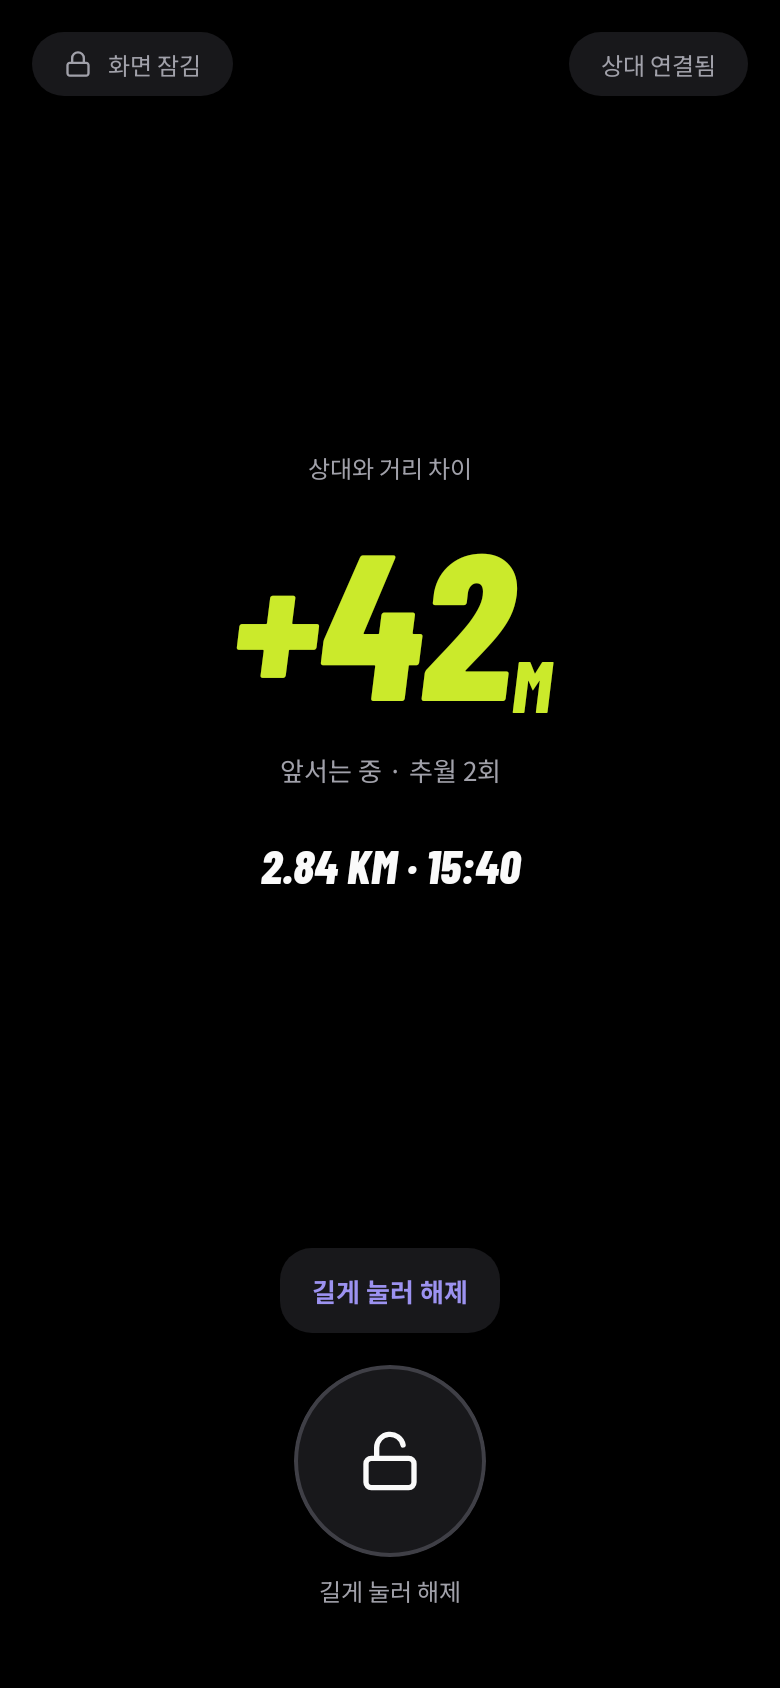 화면 잠김
상대 연결됨
상대와 거리 차이
+42M
앞서는 중 · 추월 2회
2.84 KM · 15:40
길게 눌러 해제
길게 눌러 해제